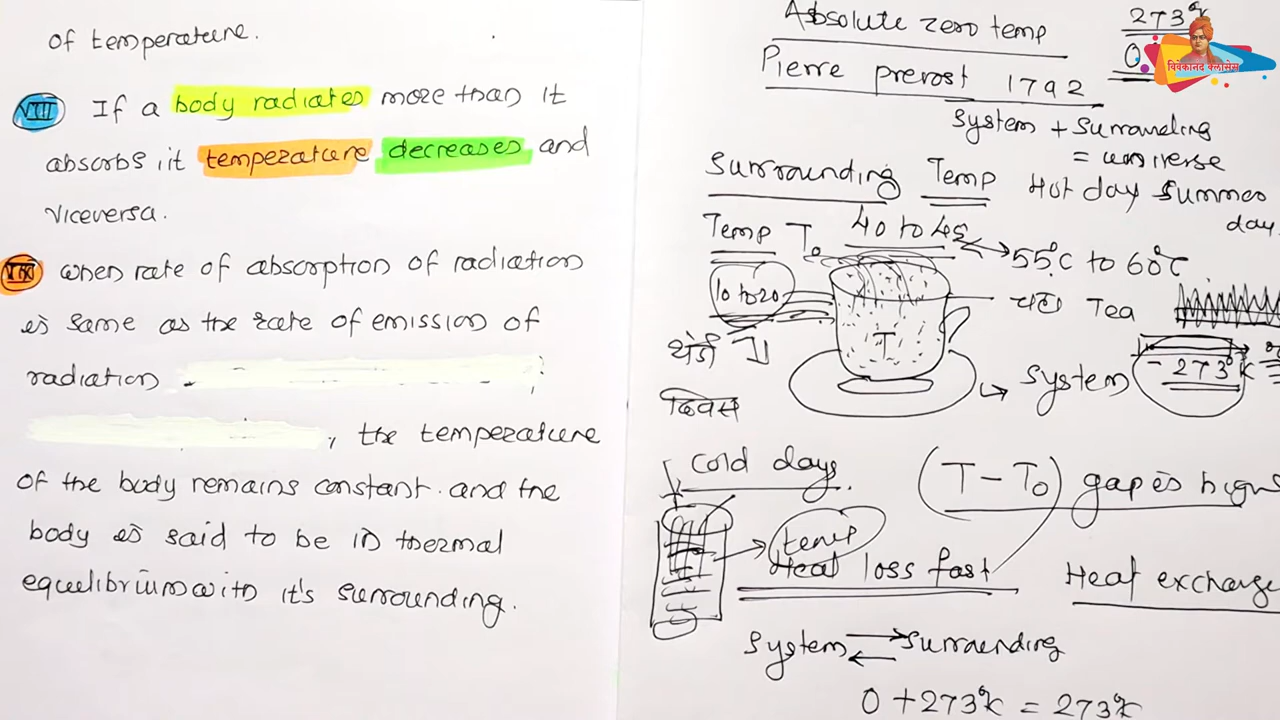 of temperature.
VIII If a body radiates more than it
absorbs, it temperature decreases and
viceversa.
when rate of absorption of radiation
is same as the rate of emission of
radiation
, the temperature
of the body remains constant. and the
body is said to be in thermal
equilibrium with it's surrounding.
Absolute zero temp
273°K
0
विवेकानंद क्लासेस
Pierre prevost 1792
System + Surrounding
= universe
Surrounding Temp
Hot day Summer
day.
Temp T₀ 40 to 45
55°C to 60°C
10 to 20
चहा Tea
थंडी
T
- 273°K
System
दिवस
Cold days.
(T - T₀) gap is high
temp
Heat loss fast
Heat exchange
System Surrounding
0 + 273°K = 273°K